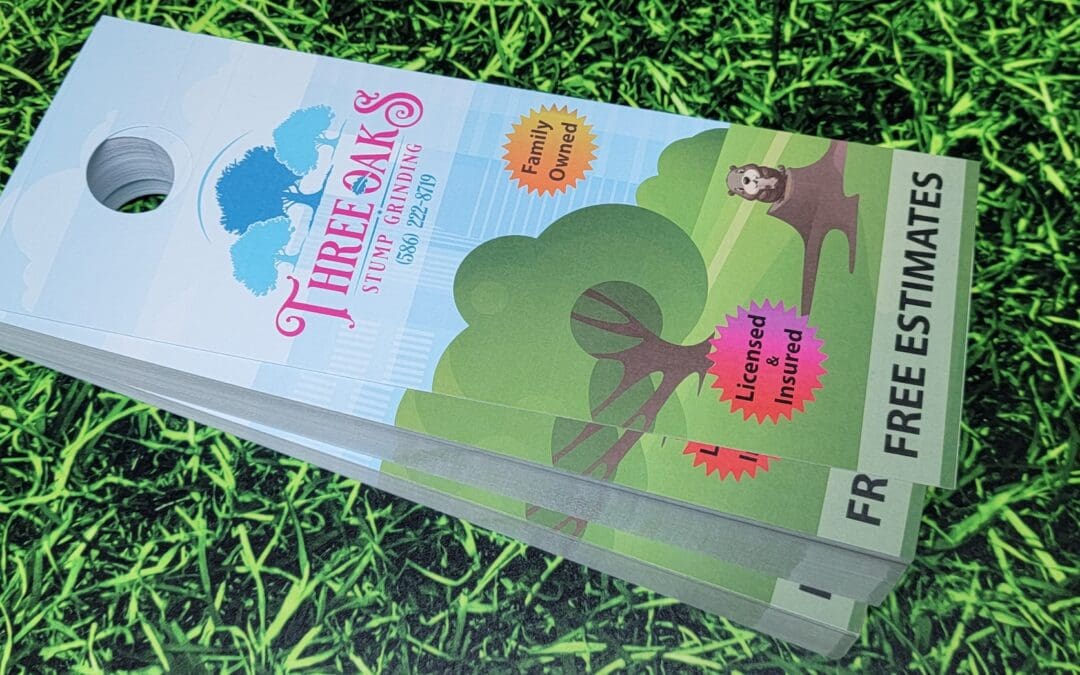 THREE OAKS
STUMP GRINDING
(586) 222-8719
Family
Owned
Licensed
&
Insured
FREE ESTIMATES
L
I
FR